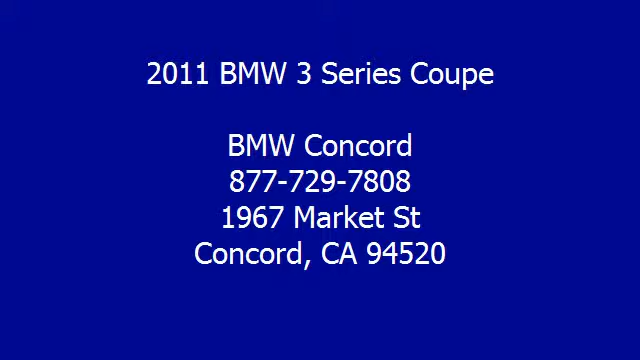 2011 BMW 3 Series Coupe
BMW Concord
877-729-7808
1967 Market St
Concord, CA 94520